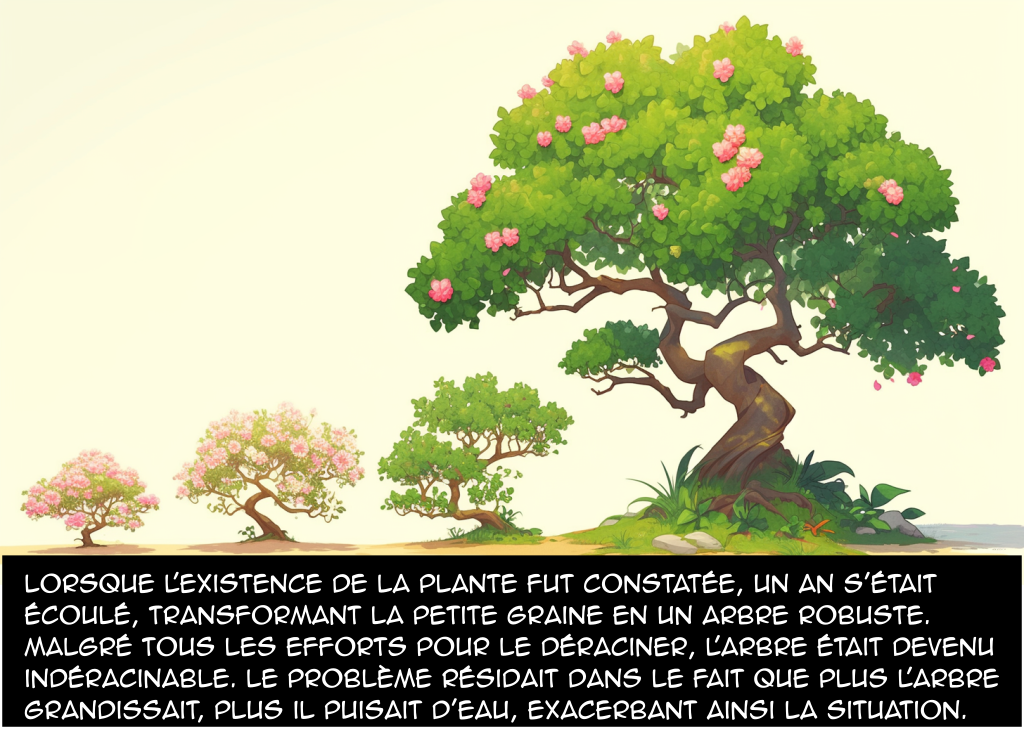 LORSQUE L'EXISTENCE DE LA PLANTE FUT CONSTATÉE, UN AN S'ÉTAIT
ÉCOULÉ, TRANSFORMANT LA PETITE GRAINE EN UN ARBRE ROBUSTE.
MALGRÉ TOUS LES EFFORTS POUR LE DÉRACINER, L'ARBRE ÉTAIT DEVENU
INDÉRACINABLE. LE PROBLÈME RÉSIDAIT DANS LE FAIT QUE PLUS L'ARBRE
GRANDISSAIT, PLUS IL PUISAIT D'EAU, EXACERBANT AINSI LA SITUATION.